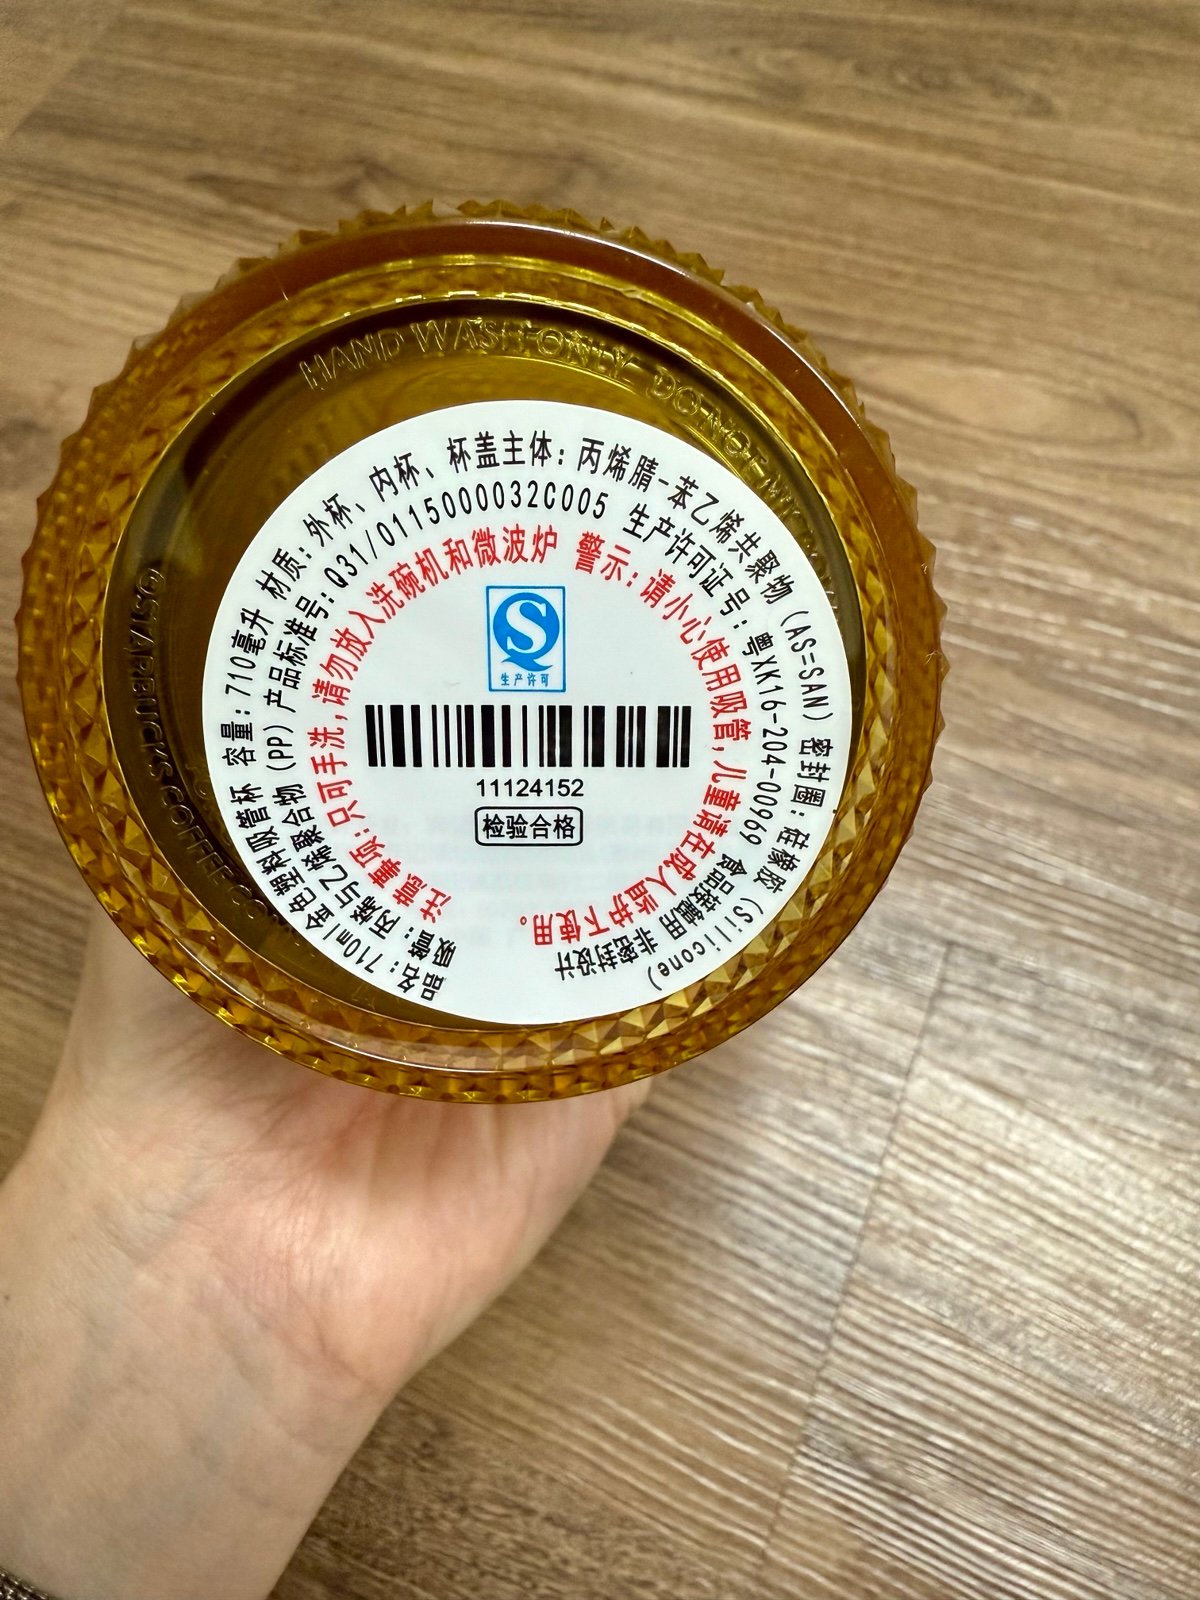 HAND WASH ONLY DO NOT MICROWAVE
©STARBUCKS COFFEE CO
品名：710ml金色塑料吸管杯 容量：710毫升 材质：外杯、内杯、杯盖主体：丙烯腈-苯乙烯共聚物（AS=SAN）密封圈：硅橡胶（Silicone）
吸管：丙烯与乙烯聚合物（PP）产品标准号：Q31/0115000032C005 生产许可证号：粤XK16-204-00969 食品接触用 非密封设计
注意事项：只可手洗，请勿放入洗碗机和微波炉 警示：请小心使用吸管，儿童请在成人监护下使用。
生产许可
11124152
检验合格